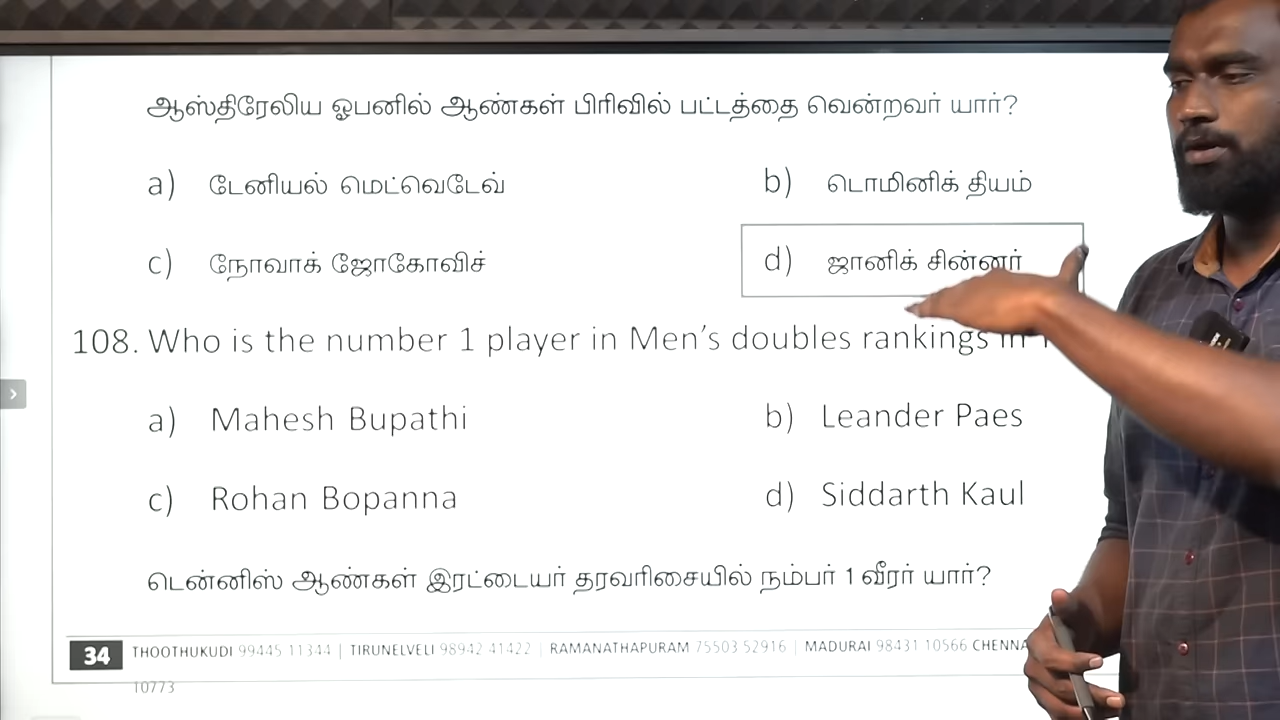 ஆஸ்திரேலிய ஓபனில் ஆண்கள் பிரிவில் பட்டத்தை வென்றவர் யார்?
a) டேனியல் மெட்வெடேவ் b) டொமினிக் தியம்
c) நோவாக் ஜோகோவிச் d) ஜானிக் சின்னர்
108. Who is the number 1 player in Men's doubles rankings in
a) Mahesh Bupathi b) Leander Paes
c) Rohan Bopanna d) Siddarth Kaul
டென்னிஸ் ஆண்கள் இரட்டையர் தரவரிசையில் நம்பர் 1 வீரர் யார்?
34 THOOTHUKUDI 99445 11344 | TIRUNELVELI 98942 41422 | RAMANATHAPURAM 75503 52916 | MADURAI 98431 10566
10773